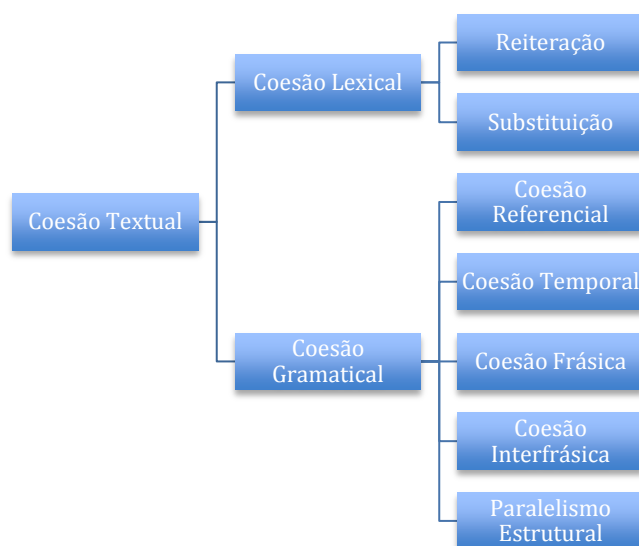 Coesão Textual
Coesão Lexical
Reiteração
Substituição
Coesão
Gramatical
Coesão
Referencial
Coesão Temporal
Coesão Frásica
Coesão
Interfrásica
Paralelismo
Estrutural